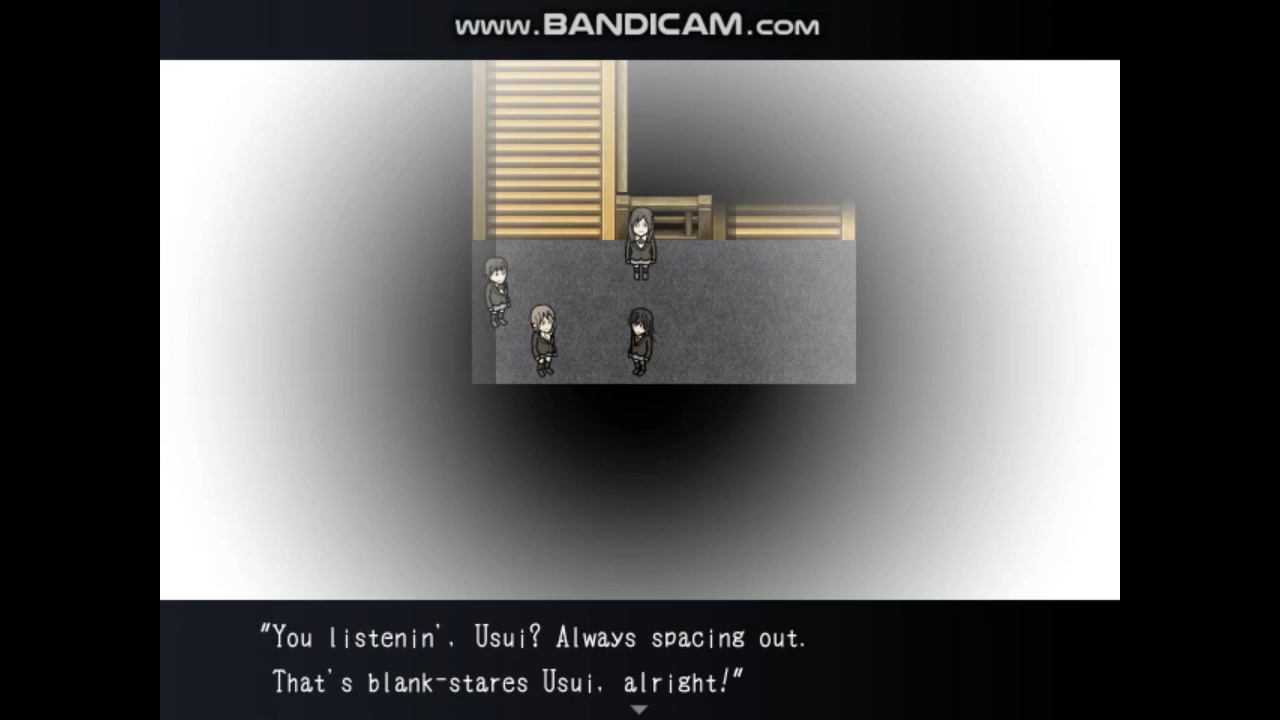 www.BANDICAM.com
"You listenin', Usui? Always spacing out.
That's blank-stares Usui, alright!"